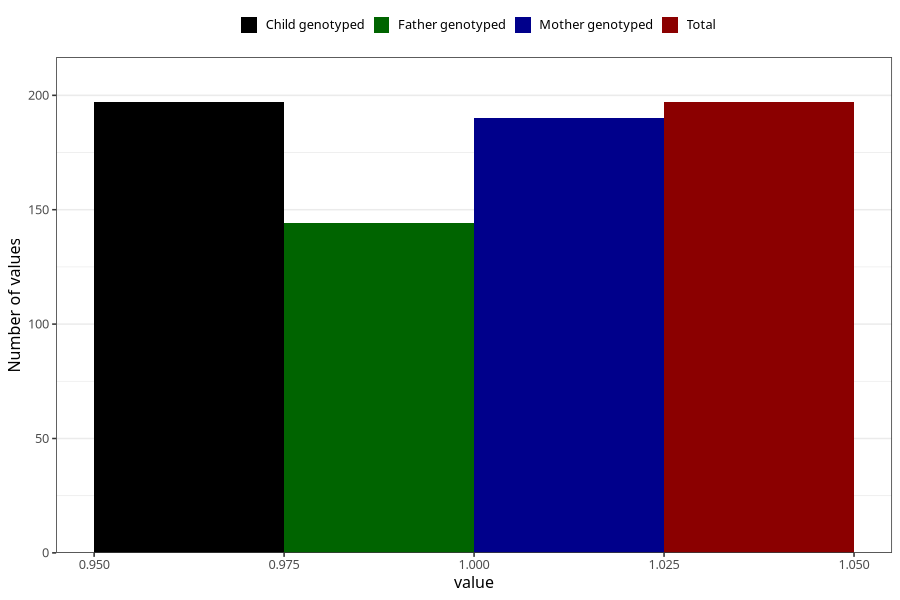 Child genotyped Father genotyped Mother genotyped Total
Number of values
200
150
100
50
0
0.950 0.975 1.000 1.025 1.050
value